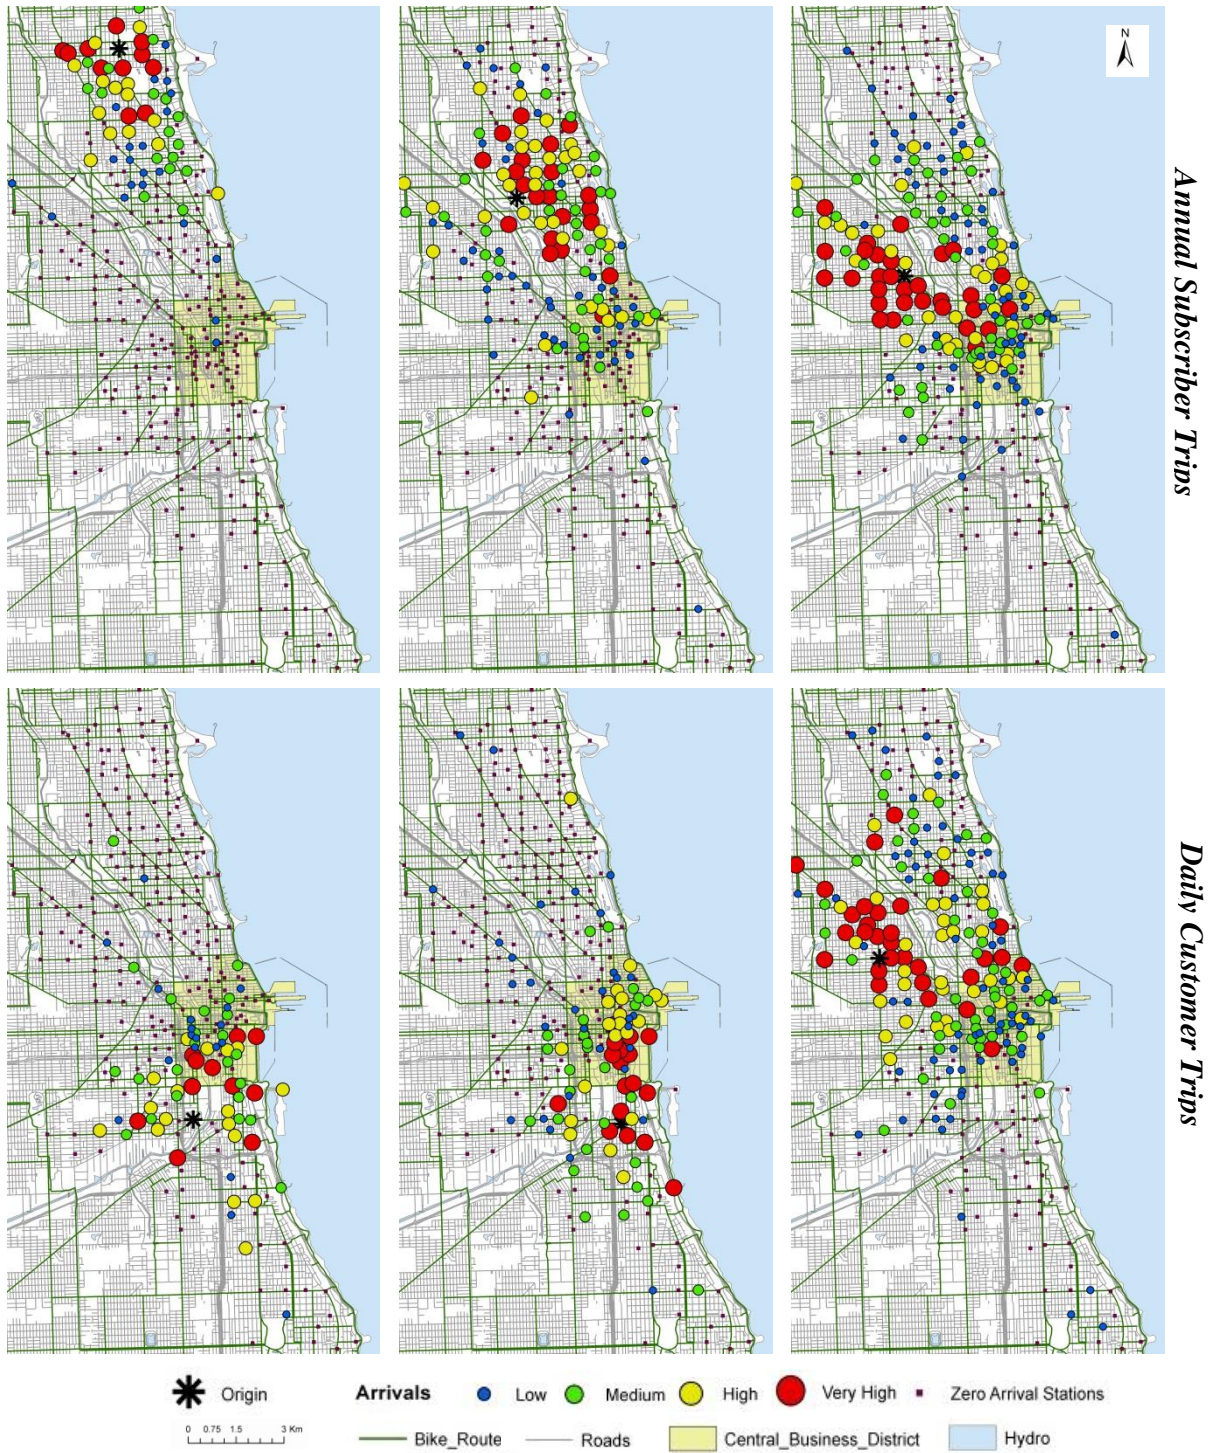 N
Annual Subscriber Trips
Daily Customer Trips
Origin Arrivals Low Medium High Very High Zero Arrival Stations
0 0.75 1.5 3 Km
Bike_Route Roads Central_Business_District Hydro